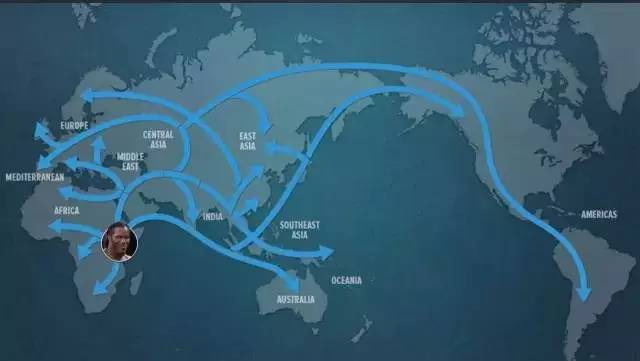 EUROPE
CENTRAL
ASIA
EAST
ASIA
MIDDLE
EAST
MEDITERRANEAN
AFRICA
INDIA
SOUTHEAST
ASIA
AMERICAS
OCEANIA
AUSTRALIA